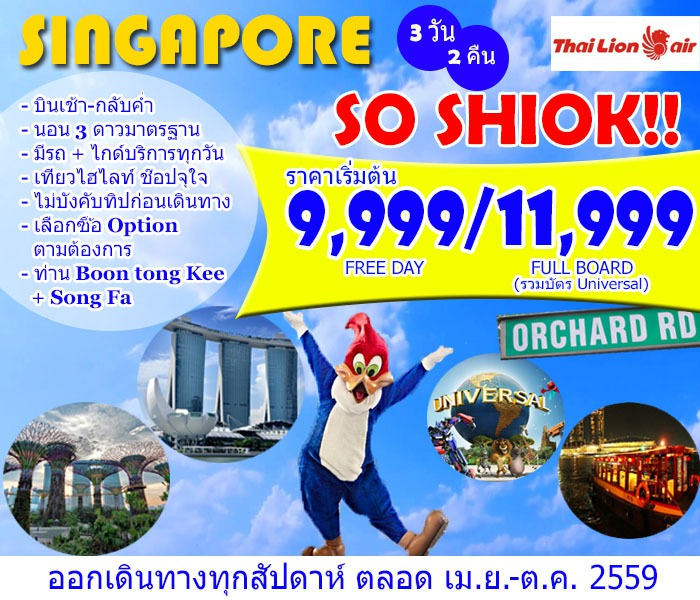 SINGAPORE
3 วัน
2 คืน
Thai Lion air
- บินเช้า-กลับค่ำ
- นอน 3 ดาวมาตรฐาน
- มีรถ + ไกด์บริการทุกวัน
- เที่ยวไฮไลท์ ช๊อปจุใจ
- ไม่บังคับทิปก่อนเดินทาง
- เลือกซื้อ Option
ตามต้องการ
- ท่าน Boon tong Kee
+ Song Fa
SO SHIOK!!
ราคาเริ่มต้น
9,999/11,999
FREE DAY
FULL BOARD
(รวมบัตร Universal)
ORCHARD RD
UNIVERSAL
ออกเดินทางทุกสัปดาห์ ตลอด เม.ย.-ต.ค. 2559